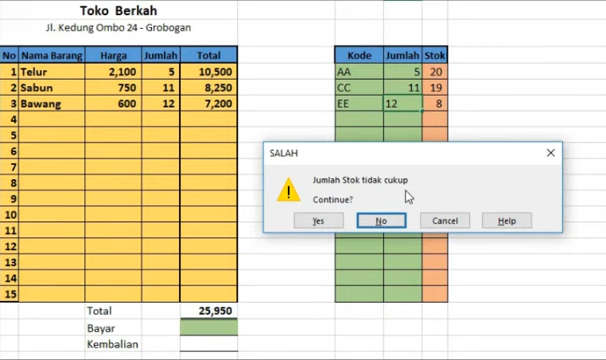 Toko Berkah
Jl. Kedung Ombo 24 - Grobogan
No Nama Barang Harga Jumlah Total
1 Telur 2,100 5 10,500
2 Sabun 750 11 8,250
3 Bawang 600 12 7,200
4
5
6
7
8
9
10
11
12
13
14
15
Total 25,950
Bayar
Kembalian
Kode Jumlah Stok
AA 5 20
CC 11 19
EE 12 8
SALAH
Jumlah Stok tidak cukup
Continue?
Yes No Cancel Help